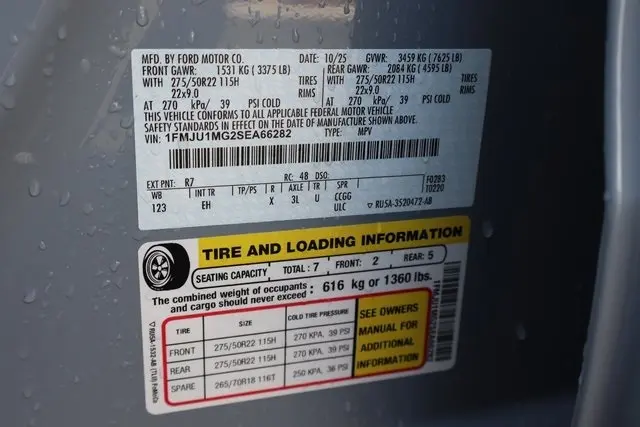 MFD. BY FORD MOTOR CO.
10/25 GVWR: 3459 KG (7625 LB)
FRONT GAWR: 1531 KG (3375 LB)
REAR GAWR: 2084 KG (4595 LB)
WITH 275/50R22 115H TIRES
WITH 275/50R22 115H TIRES
22x9.0 RIMS
22x9.0 RIMS
AT 270 kPa/ 39 PSI COLD
AT 270 kPa/ 39 PSI COLD
THIS VEHICLE CONFORMS TO ALL APPLICABLE FEDERAL MOTOR VEHICLE
SAFETY STANDARDS IN EFFECT ON THE DATE OF MANUFACTURE SHOWN ABOVE.
VIN: 1FMJU1MG2SEA66282 TYPE: MPV
EXT PNT: R7 RC: 48 DSO:
F0283
10220
WB INT TR TP/PS R AXLE TR SPR
123 EH X 3L U CCGG
ULC
▽ RU5A-3520472-AB
TIRE AND LOADING INFORMATION
SEATING CAPACITY TOTAL: 7 FRONT: 2 REAR: 5
The combined weight of occupants
and cargo should never exceed : 616 kg or 1360 lbs.
TIRE SIZE COLD TIRE PRESSURE
FRONT 275/50R22 115H 270 KPA, 39 PSI
REAR 275/50R22 115H 270 KPA, 39 PSI
SPARE 265/70R18 116T 250 KPA, 36 PSI
SEE OWNERS
MANUAL FOR
ADDITIONAL
INFORMATION